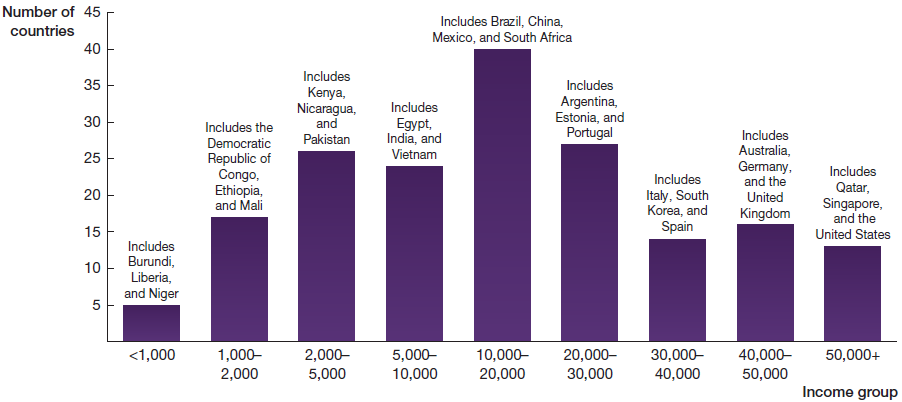 Number of
countries
45
40
35
30
25
20
15
10
5
Includes
Burundi,
Liberia,
and Niger
Includes the
Democratic
Republic of
Congo,
Ethiopia,
and Mali
Includes
Kenya,
Nicaragua,
and
Pakistan
Includes
Egypt,
India, and
Vietnam
Includes Brazil, China,
Mexico, and South Africa
Includes
Argentina,
Estonia, and
Portugal
Includes
Italy, South
Korea, and
Spain
Includes
Australia,
Germany,
and the
United
Kingdom
Includes
Qatar,
Singapore,
and the
United States
<1,000
1,000–
2,000
2,000–
5,000
5,000–
10,000
10,000–
20,000
20,000–
30,000
30,000–
40,000
40,000–
50,000
50,000+
Income group